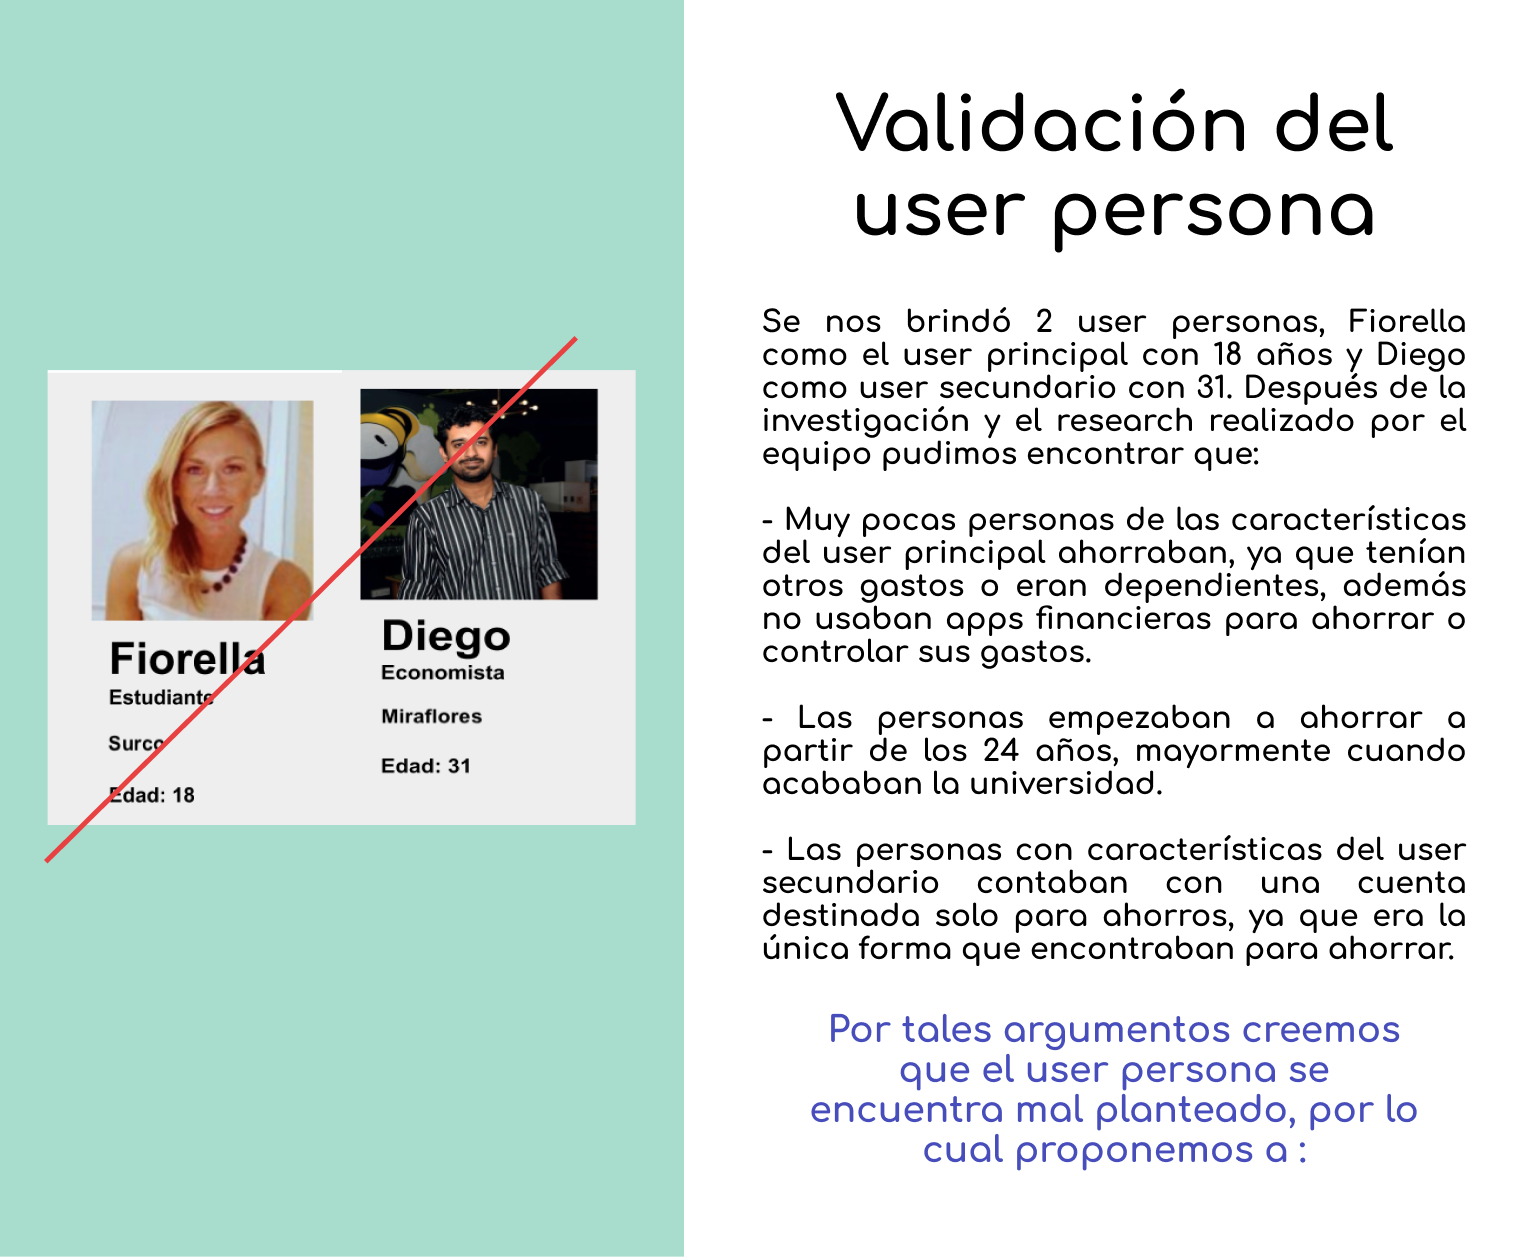 Fiorella
Estudiante
Surco
Edad: 18
Diego
Economista
Miraflores
Edad: 31
Validación del
user persona
Se nos brindó 2 user personas, Fiorella
como el user principal con 18 años y Diego
como user secundario con 31. Después de la
investigación y el research realizado por el
equipo pudimos encontrar que:
- Muy pocas personas de las características
del user principal ahorraban, ya que tenían
otros gastos o eran dependientes, además
no usaban apps financieras para ahorrar o
controlar sus gastos.
- Las personas empezaban a ahorrar a
partir de los 24 años, mayormente cuando
acababan la universidad.
- Las personas con características del user
secundario contaban con una cuenta
destinada solo para ahorros, ya que era la
única forma que encontraban para ahorrar.
Por tales argumentos creemos
que el user persona se
encuentra mal planteado, por lo
cual proponemos a :